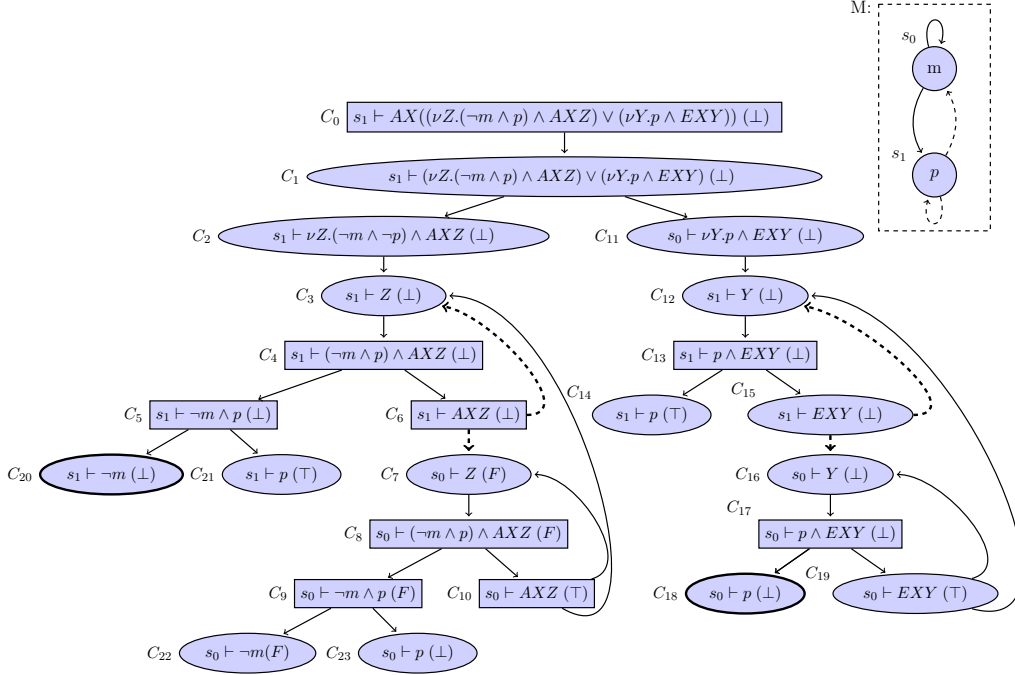 M:
s₀
m
s₁
p
C₀ s₁ ⊢ AX((νZ.(¬m ∧ p) ∧ AXZ) ∨ (νY.p ∧ EXY)) (⊥)
C₁ s₁ ⊢ (νZ.(¬m ∧ p) ∧ AXZ) ∨ (νY.p ∧ EXY) (⊥)
C₂ s₁ ⊢ νZ.(¬m ∧ ¬p) ∧ AXZ (⊥)
C₁₁ s₀ ⊢ νY.p ∧ EXY (⊥)
C₃ s₁ ⊢ Z (⊥)
C₁₂ s₁ ⊢ Y (⊥)
C₄ s₁ ⊢ (¬m ∧ p) ∧ AXZ (⊥)
C₁₃ s₁ ⊢ p ∧ EXY (⊥)
C₅ s₁ ⊢ ¬m ∧ p (⊥)
C₆ s₁ ⊢ AXZ (⊥)
C₁₄ s₁ ⊢ p (⊤)
C₁₅ s₁ ⊢ EXY (⊥)
C₂₀ s₁ ⊢ ¬m (⊥)
C₂₁ s₁ ⊢ p (⊤)
C₇ s₀ ⊢ Z (F)
C₁₆ s₀ ⊢ Y (⊥)
C₈ s₀ ⊢ (¬m ∧ p) ∧ AXZ (F)
C₁₇ s₀ ⊢ p ∧ EXY (⊥)
C₉ s₀ ⊢ ¬m ∧ p (F)
C₁₀ s₀ ⊢ AXZ (⊤)
C₁₈ s₀ ⊢ p (⊥)
C₁₉ s₀ ⊢ EXY (⊤)
C₂₂ s₀ ⊢ ¬m(F)
C₂₃ s₀ ⊢ p (⊥)